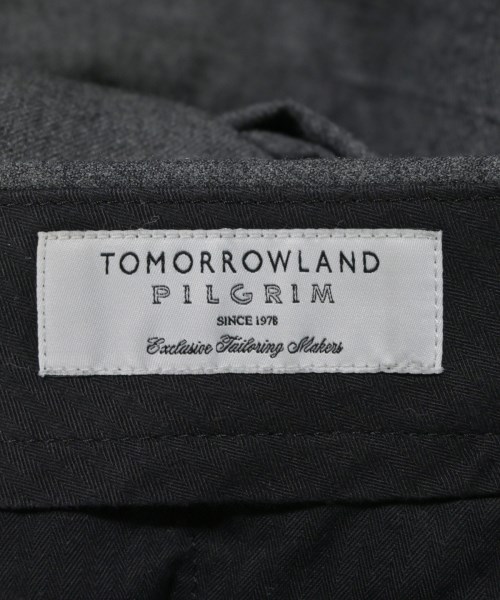 TOMORROWLAND
PILGRIM
SINCE 1978
Exclusive Tailoring Makers